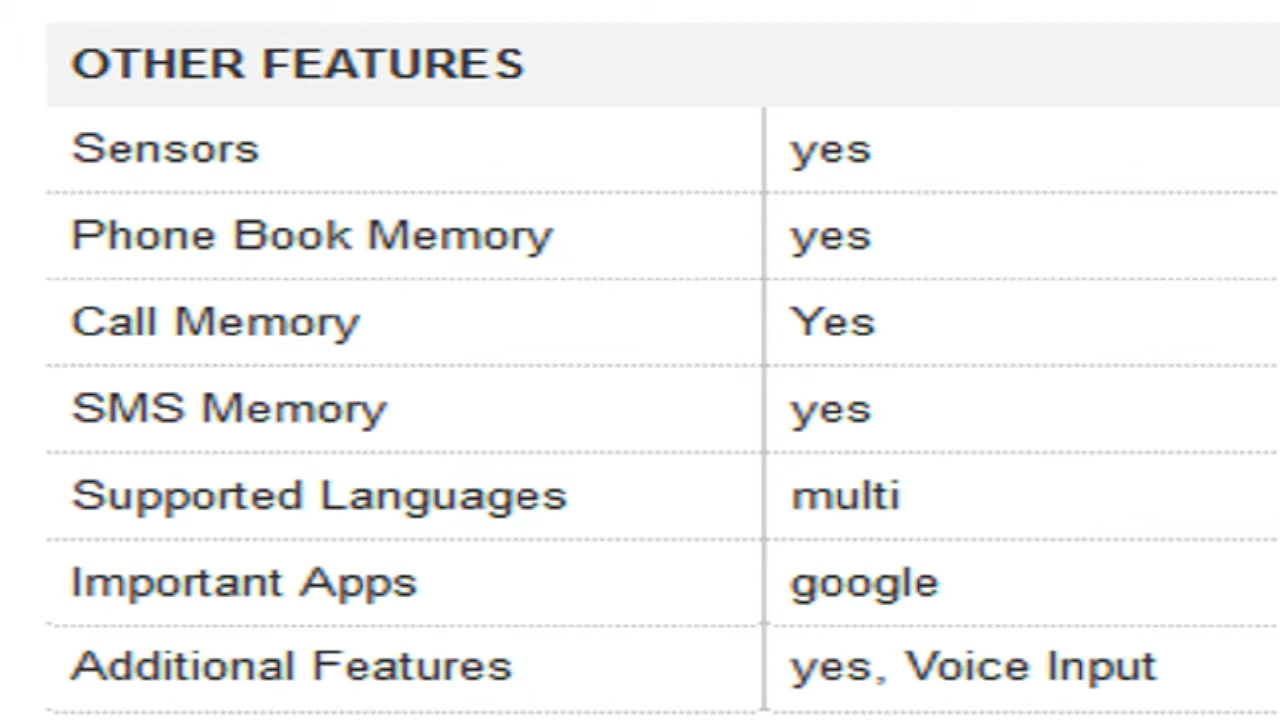 OTHER FEATURES
Sensors yes
Phone Book Memory yes
Call Memory Yes
SMS Memory yes
Supported Languages multi
Important Apps google
Additional Features yes, Voice Input